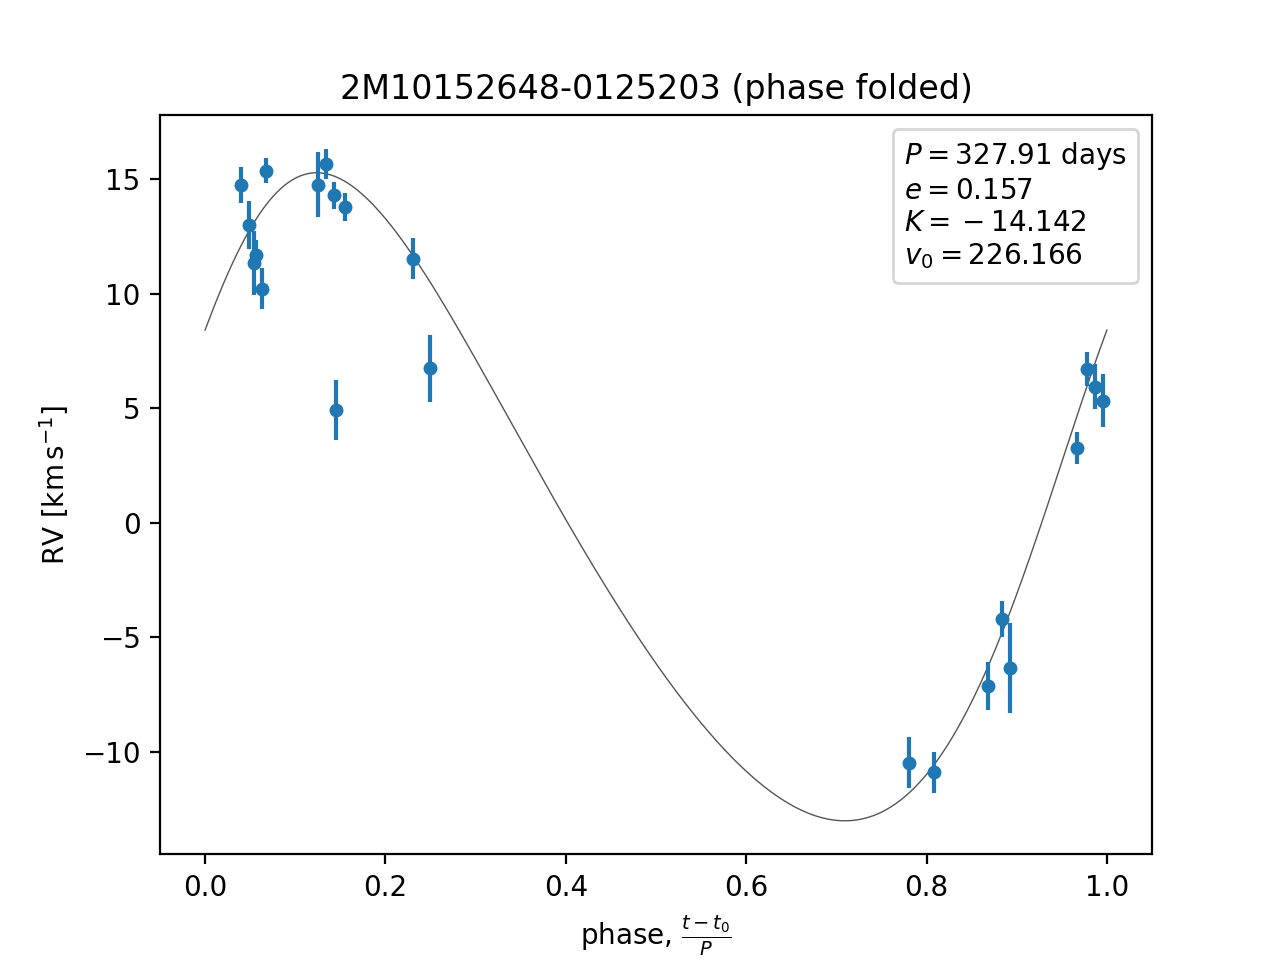 2M10152648-0125203 (phase folded)
P = 327.91 days
e = 0.157
K = −14.142
v₀ = 226.166
15
10
5
0
−5
−10
RV [km s⁻¹]
0.0 0.2 0.4 0.6 0.8 1.0
phase, (t − t₀)/P